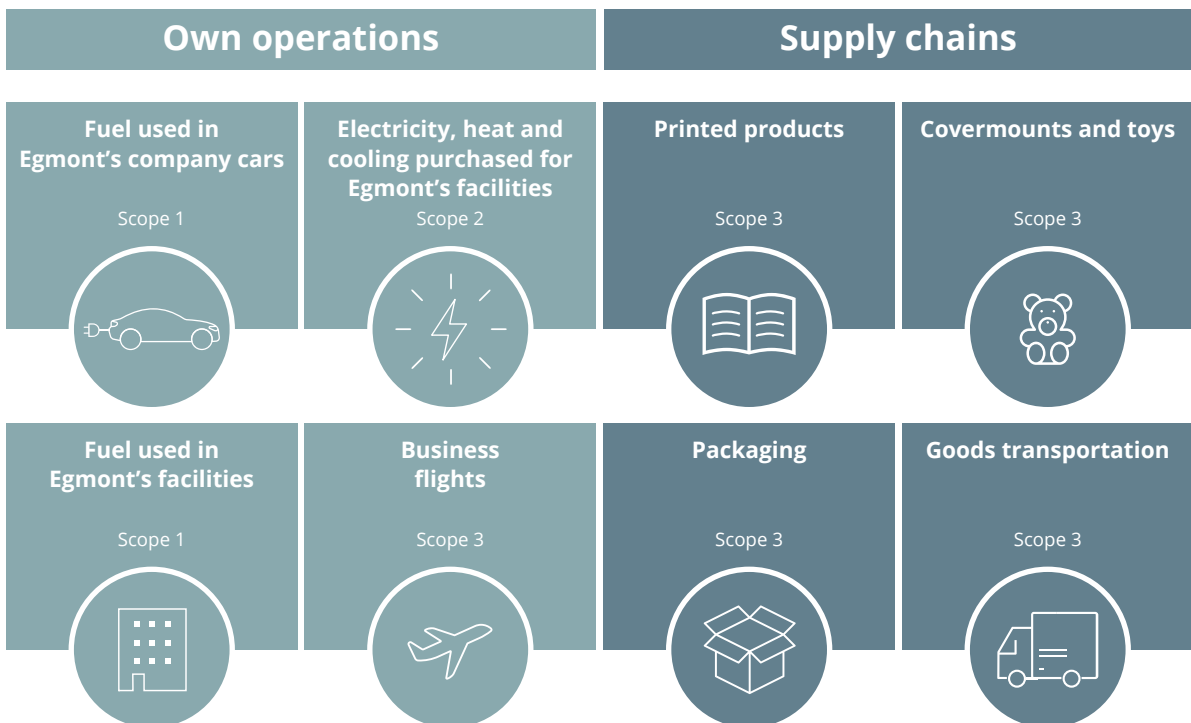 Own operations
Supply chains
Fuel used in
Egmont’s company cars
Scope 1
Electricity, heat and
cooling purchased for
Egmont’s facilities
Scope 2
Printed products
Scope 3
Covermounts and toys
Scope 3
Fuel used in
Egmont’s facilities
Scope 1
Business
flights
Scope 3
Packaging
Scope 3
Goods transportation
Scope 3